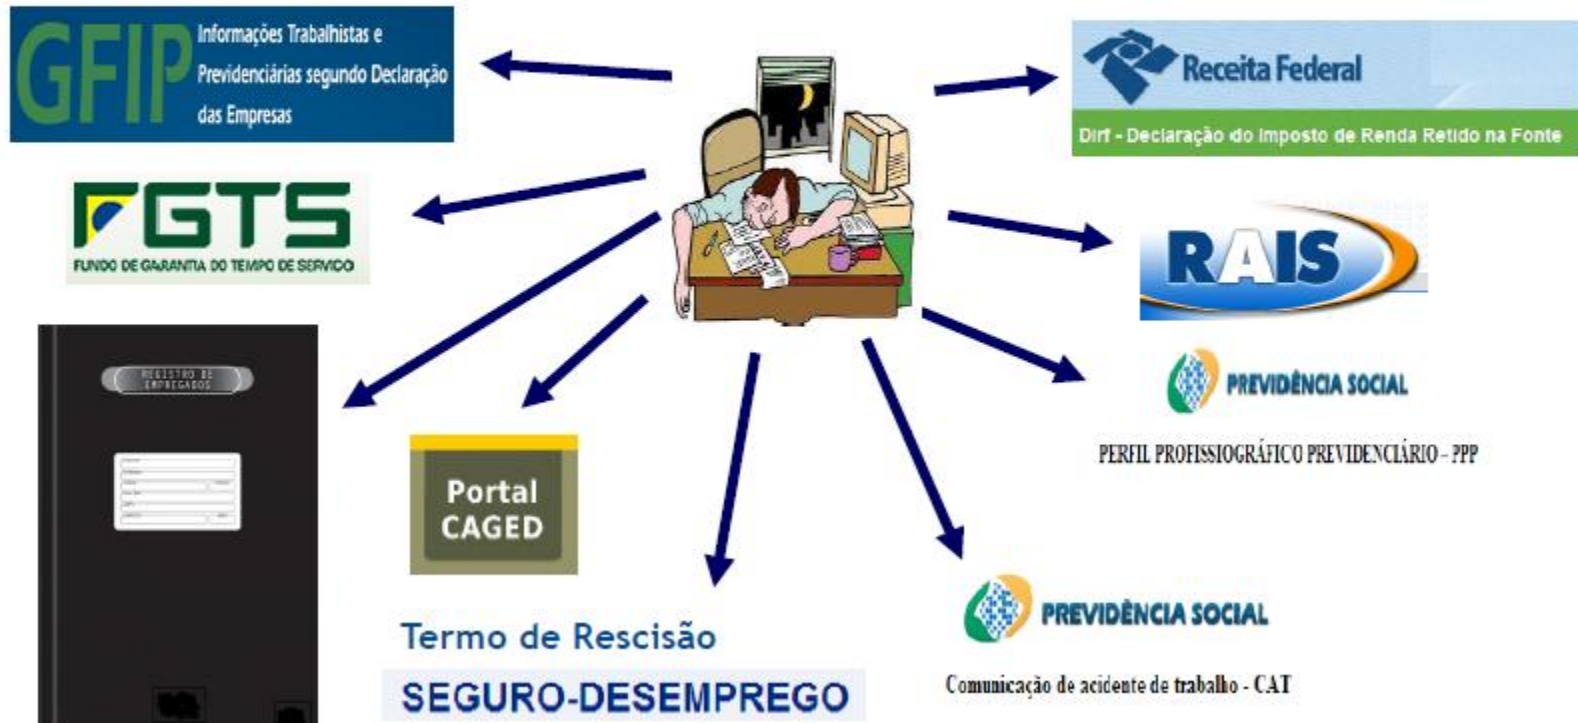 GFIP
Informações Trabalhistas e
Previdenciárias segundo Declaração
das Empresas
Receita Federal
Dirf - Declaração do Imposto de Renda Retido na Fonte
FGTS
FUNDO DE GARANTIA DO TEMPO DE SERVIÇO
RAIS
REGISTRO DE
EMPREGADOS
PREVIDÊNCIA SOCIAL
PERFIL PROFISSIOGRÁFICO PREVIDENCIÁRIO - PPP
Portal
CAGED
Termo de Rescisão
SEGURO-DESEMPREGO
PREVIDÊNCIA SOCIAL
Comunicação de acidente de trabalho - CAT